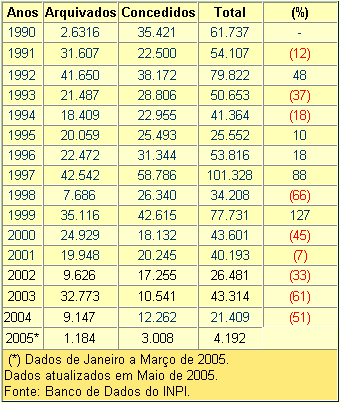 Anos Arquivados Concedidos Total (%)
1990 2.6316 35.421 61.737 -
1991 31.607 22.500 54.107 (12)
1992 41.650 38.172 79.822 48
1993 21.487 28.806 50.653 (37)
1994 18.409 22.955 41.364 (18)
1995 20.059 25.493 25.552 10
1996 22.472 31.344 53.816 18
1997 42.542 58.786 101.328 88
1998 7.686 26.340 34.208 (66)
1999 35.116 42.615 77.731 127
2000 24.929 18.132 43.601 (45)
2001 19.948 20.245 40.193 (7)
2002 9.626 17.255 26.481 (33)
2003 32.773 10.541 43.314 (61)
2004 9.147 12.262 21.409 (51)
2005* 1.184 3.008 4.192
(*) Dados de Janeiro a Março de 2005.
Dados atualizados em Maio de 2005.
Fonte: Banco de Dados do INPI.